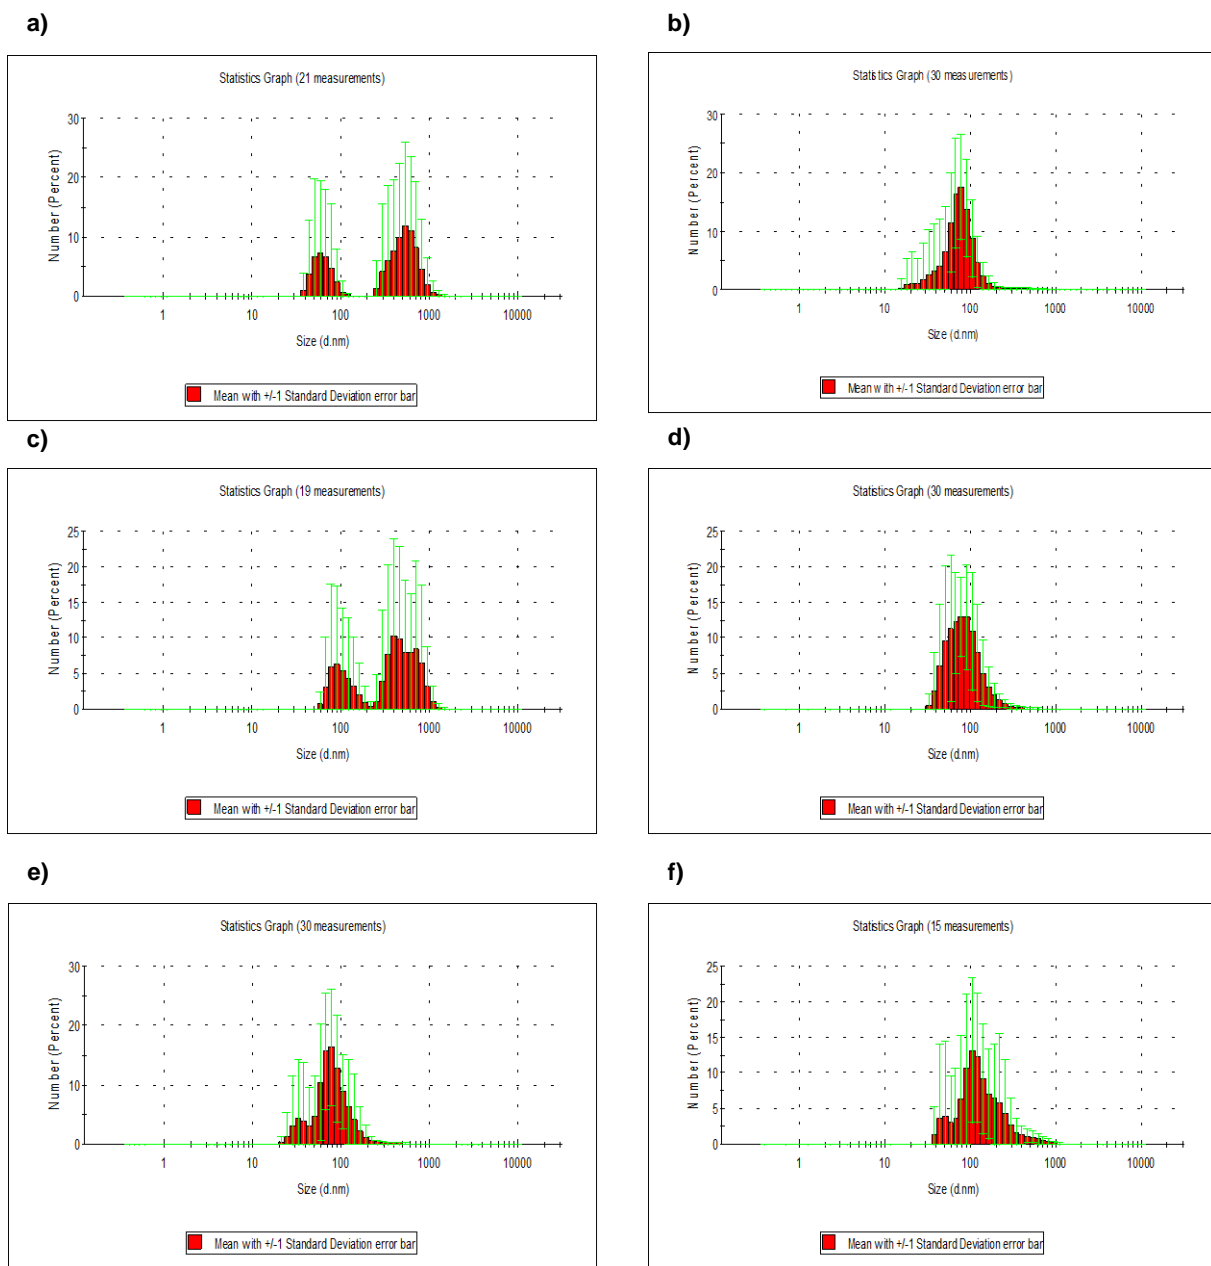 a)
Statistics Graph (21 measurements)
Number (Percent)
30
20
10
0
1 10 100 1000 10000
Size (d.nm)
Mean with +/-1 Standard Deviation error bar
b)
Statistics Graph (30 measurements)
Number (Percent)
30
20
10
0
1 10 100 1000 10000
Size (d.nm)
Mean with +/-1 Standard Deviation error bar
c)
Statistics Graph (19 measurements)
Number (Percent)
25
20
15
10
5
0
1 10 100 1000 10000
Size (d.nm)
Mean with +/-1 Standard Deviation error bar
d)
Statistics Graph (30 measurements)
Number (Percent)
25
20
15
10
5
0
1 10 100 1000 10000
Size (d.nm)
Mean with +/-1 Standard Deviation error bar
e)
Statistics Graph (30 measurements)
Number (Percent)
30
20
10
0
1 10 100 1000 10000
Size (d.nm)
Mean with +/-1 Standard Deviation error bar
f)
Statistics Graph (15 measurements)
Number (Percent)
25
20
15
10
5
0
1 10 100 1000 10000
Size (d.nm)
Mean with +/-1 Standard Deviation error bar